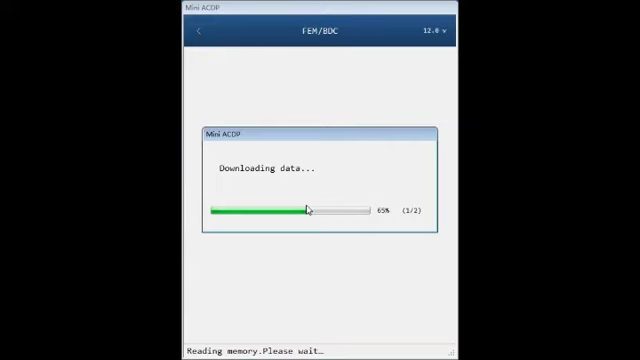 Mini ACDP
FEM/BDC
12.0 v
Mini ACDP
Downloading data...
65% (1/2)
Reading memory.Please wait…